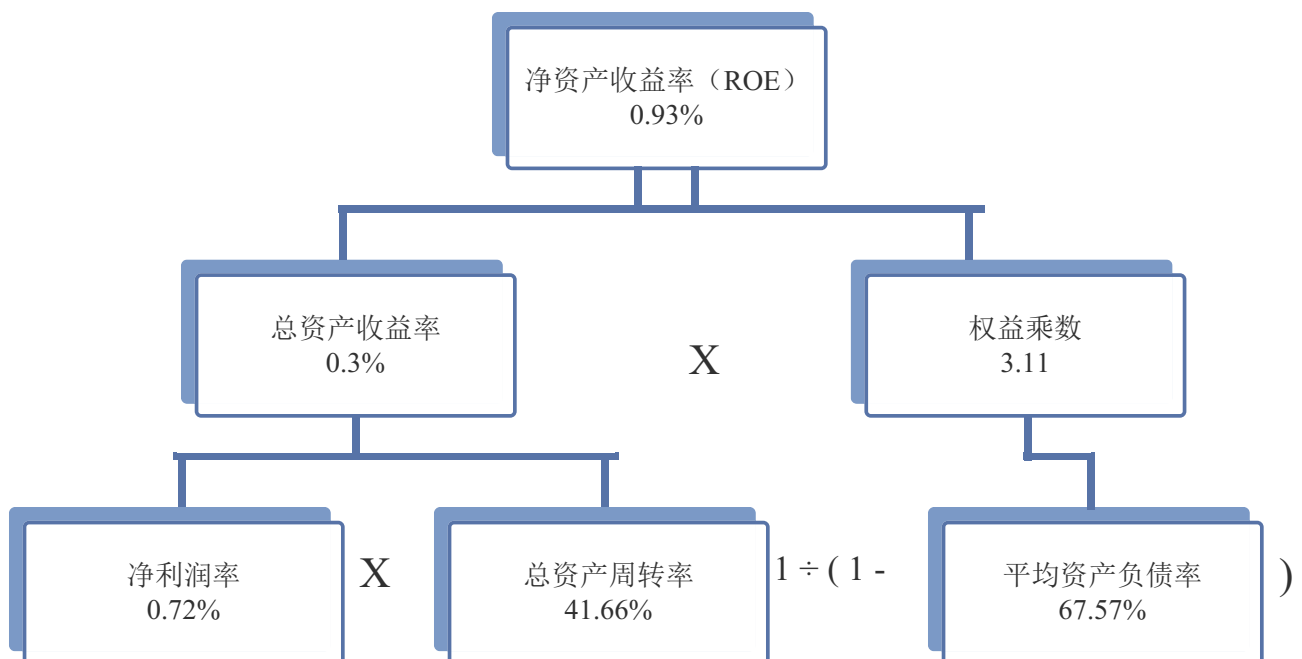 净资产收益率（ROE）
0.93%
总资产收益率
0.3%
X
权益乘数
3.11
净利润率
0.72%
X
总资产周转率
41.66%
1 ÷ ( 1 -
平均资产负债率
67.57%
)